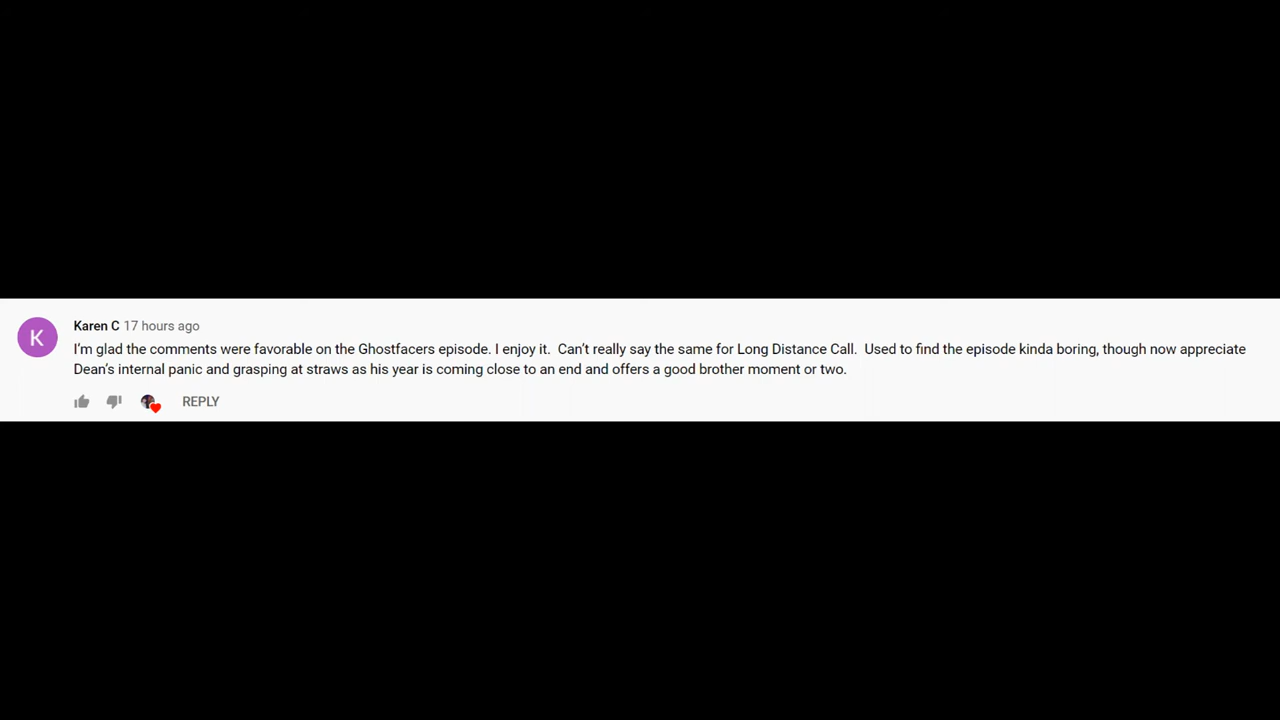 K
Karen C 17 hours ago
I’m glad the comments were favorable on the Ghostfacers episode. I enjoy it.  Can’t really say the same for Long Distance Call.  Used to find the episode kinda boring, though now appreciate
Dean’s internal panic and grasping at straws as his year is coming close to an end and offers a good brother moment or two.
REPLY